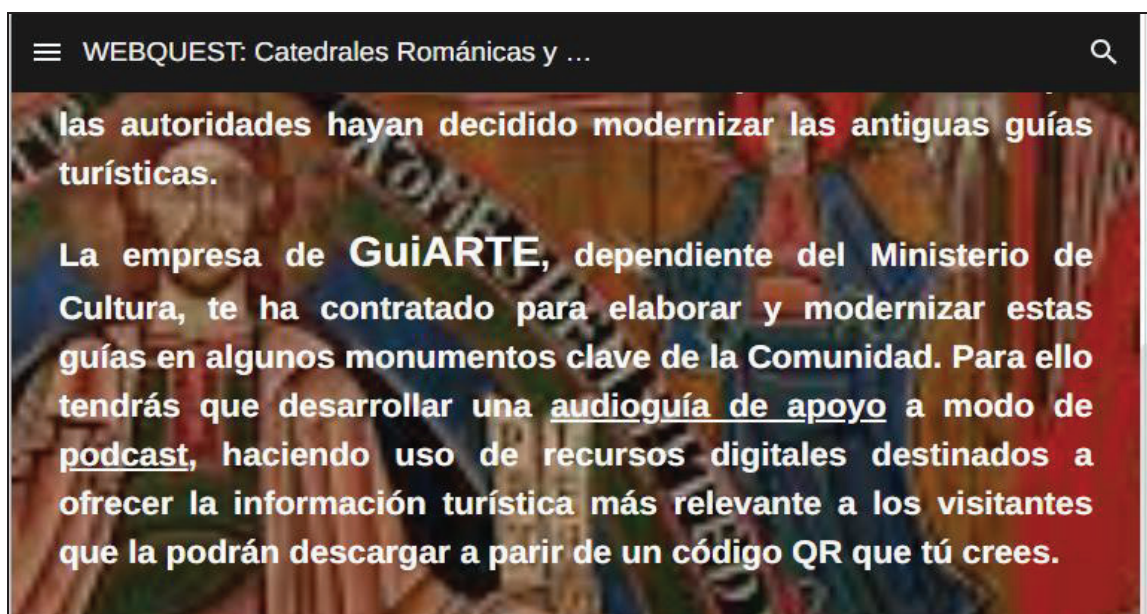 WEBQUEST: Catedrales Románicas y ...
las autoridades hayan decidido modernizar las antiguas guías
turísticas.
La empresa de GuiARTE, dependiente del Ministerio de
Cultura, te ha contratado para elaborar y modernizar estas
guías en algunos monumentos clave de la Comunidad. Para ello
tendrás que desarrollar una audioguía de apoyo a modo de
podcast, haciendo uso de recursos digitales destinados a
ofrecer la información turística más relevante a los visitantes
que la podrán descargar a parir de un código QR que tú crees.